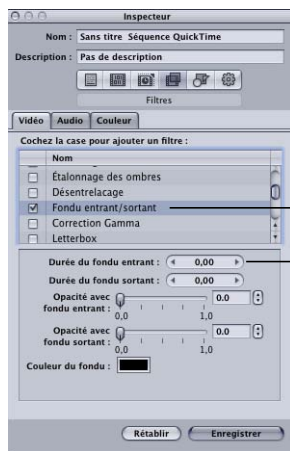 Inspecteur
Nom : Sans titre Séquence QuickTime
Description : Pas de description
Filtres
Vidéo Audio Couleur
Cochez la case pour ajouter un filtre :
Nom
Étalonnage des ombres
Désentrelacage
Fondu entrant/sortant
Correction Gamma
Letterbox
Durée du fondu entrant : 0,00
Durée du fondu sortant : 0,00
Opacité avec fondu entrant : 0.0
0,0 1,0
Opacité avec fondu sortant : 0.0
0,0 1,0
Couleur du fondu :
Rétablir Enregistrer